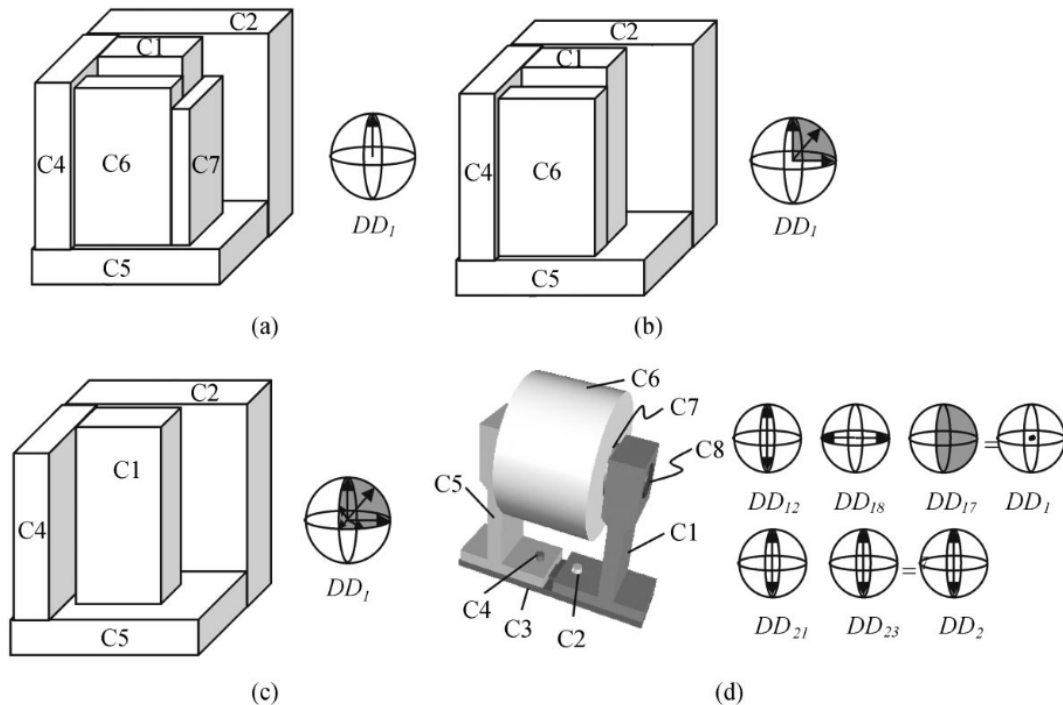 C2
C1
C4
C6
C7
C5
DD1
(a)
C2
C1
C4
C6
C5
DD1
(b)
C2
C1
C4
C5
DD1
(c)
C6
C7
C8
C5
C1
C4
C3
C2
=
DD12 DD18 DD17 DD1
=
DD21 DD23 DD2
(d)